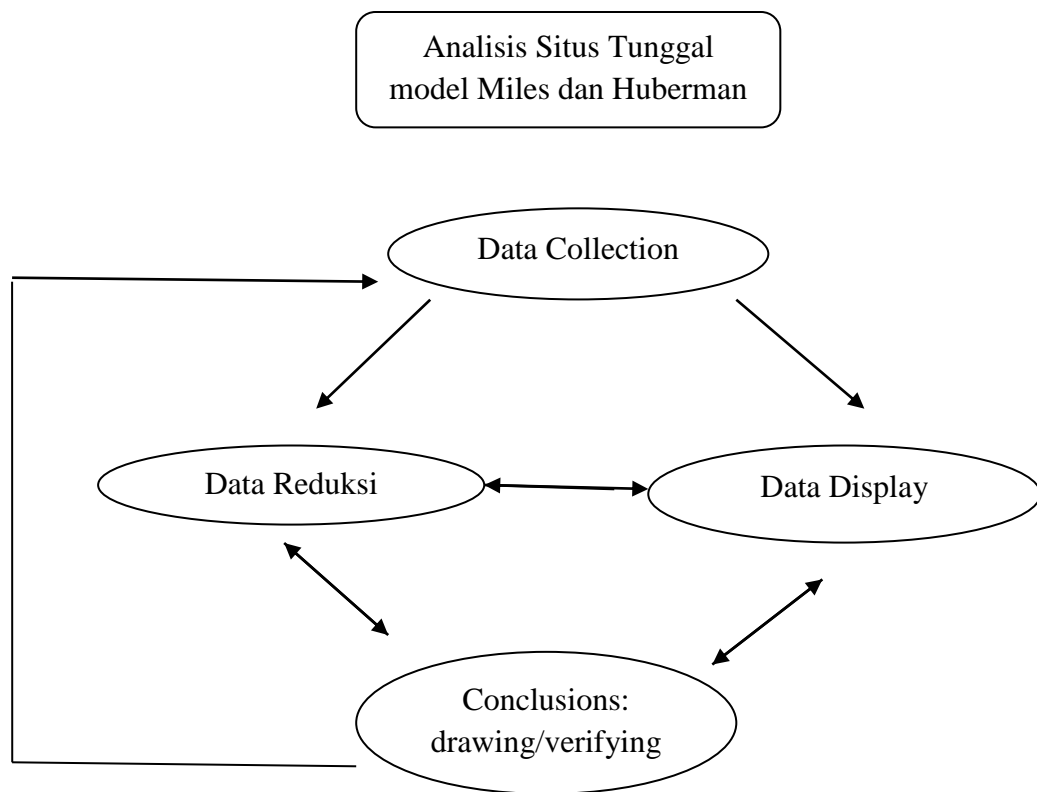 Analisis Situs Tunggal
model Miles dan Huberman
Data Collection
Data Reduksi
Data Display
Conclusions:
drawing/verifying